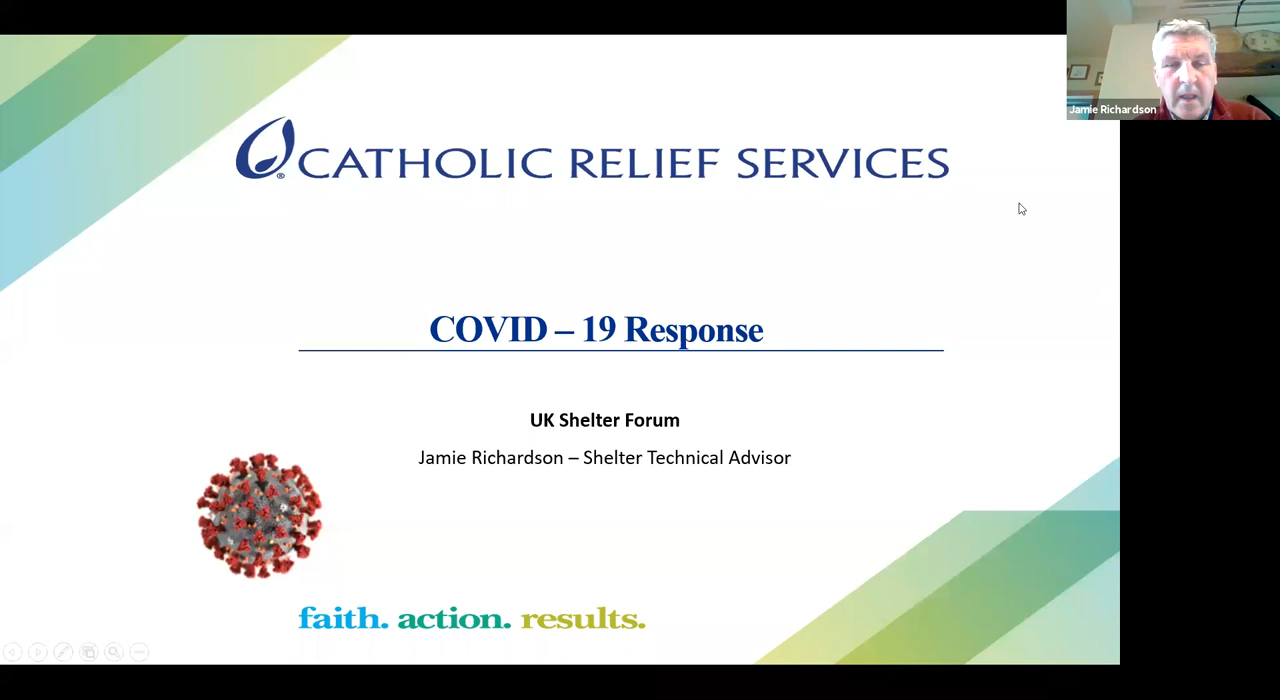 Jamie Richardson
® CATHOLIC RELIEF SERVICES
COVID – 19 Response
UK Shelter Forum
Jamie Richardson – Shelter Technical Advisor
faith. action. results.